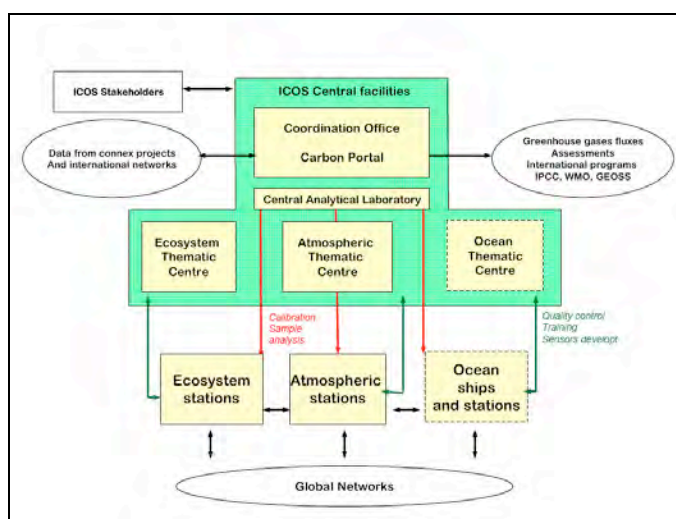 ICOS Stakeholders
ICOS Central facilities
Coordination Office
Carbon Portal
Data from connex projects
And international networks
Greenhouse gases fluxes
Assessments
International programs
IPCC, WMO, GEOSS
Central Analytical Laboratory
Ecosystem
Thematic
Centre
Atmospheric
Thematic
Centre
Ocean
Thematic
Centre
Calibration
Sample
analysis
Quality control
Training
Sensors developt
Ecosystem
stations
Atmospheric
stations
Ocean
ships
and stations
Global Networks